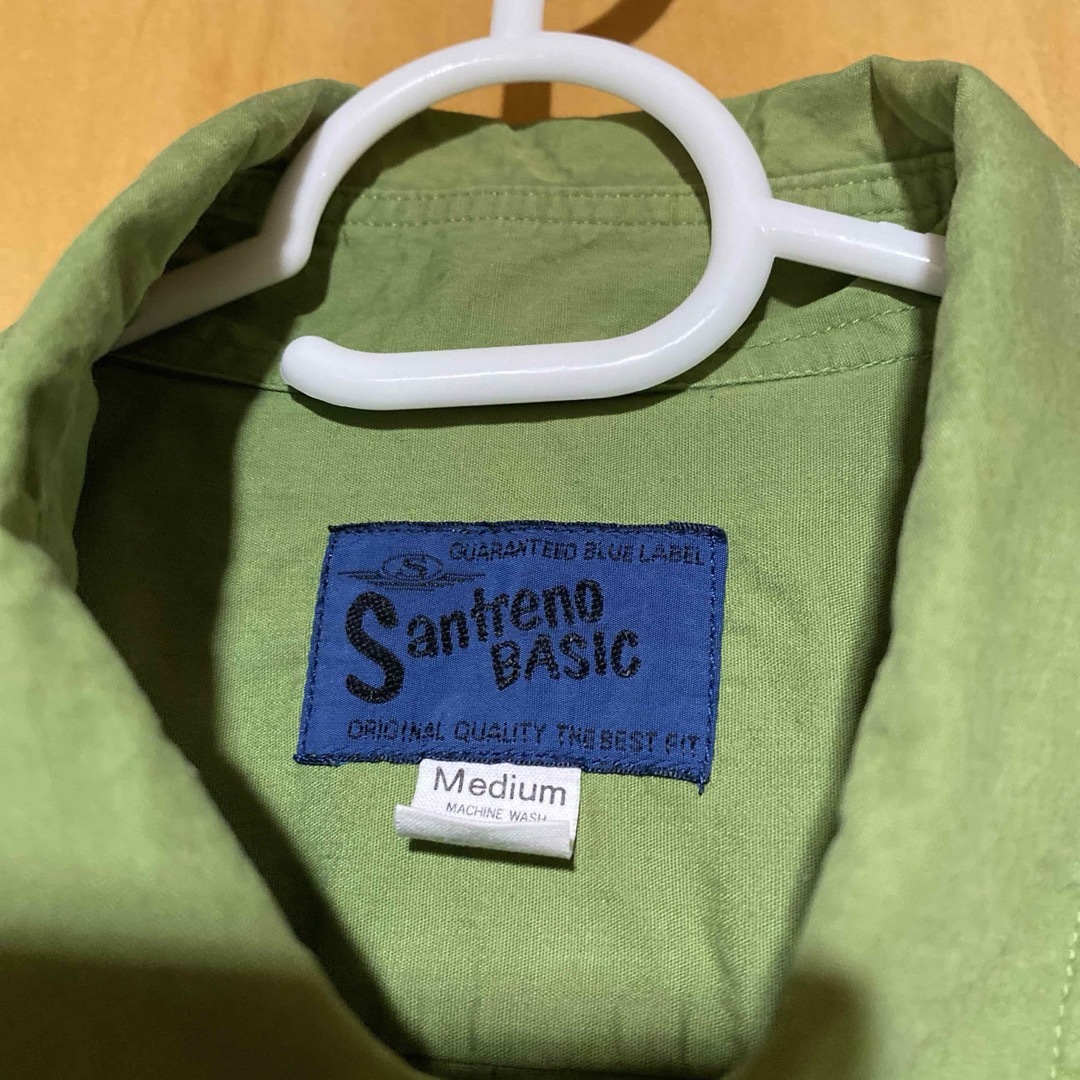 S
GUARANTEED BLUE LABEL
Santreno
BASIC
ORIGINAL QUALITY THE BEST FIT
Medium
MACHINE WASH